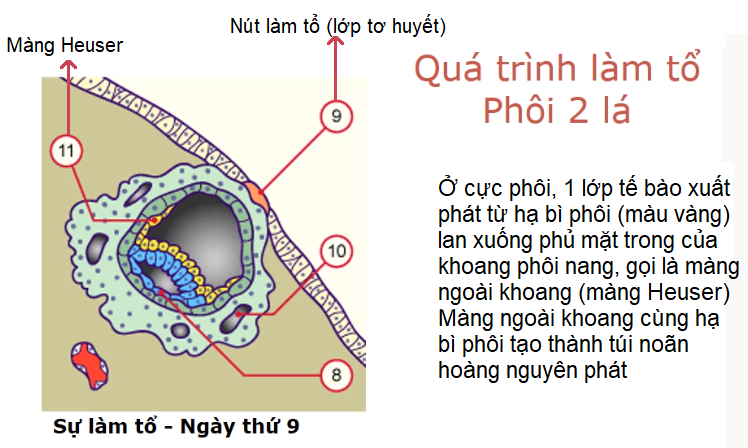 Nút làm tổ (lớp tơ huyết)
Màng Heuser
Quá trình làm tổ
Phôi 2 lá
9
11
10
8
Ở cực phôi, 1 lớp tế bào xuất
phát từ hạ bì phôi (màu vàng)
lan xuống phủ mặt trong của
khoang phôi nang, gọi là màng
ngoài khoang (màng Heuser)
Màng ngoài khoang cùng hạ
bì phôi tạo thành túi noãn
hoàng nguyên phát
Sự làm tổ - Ngày thứ 9